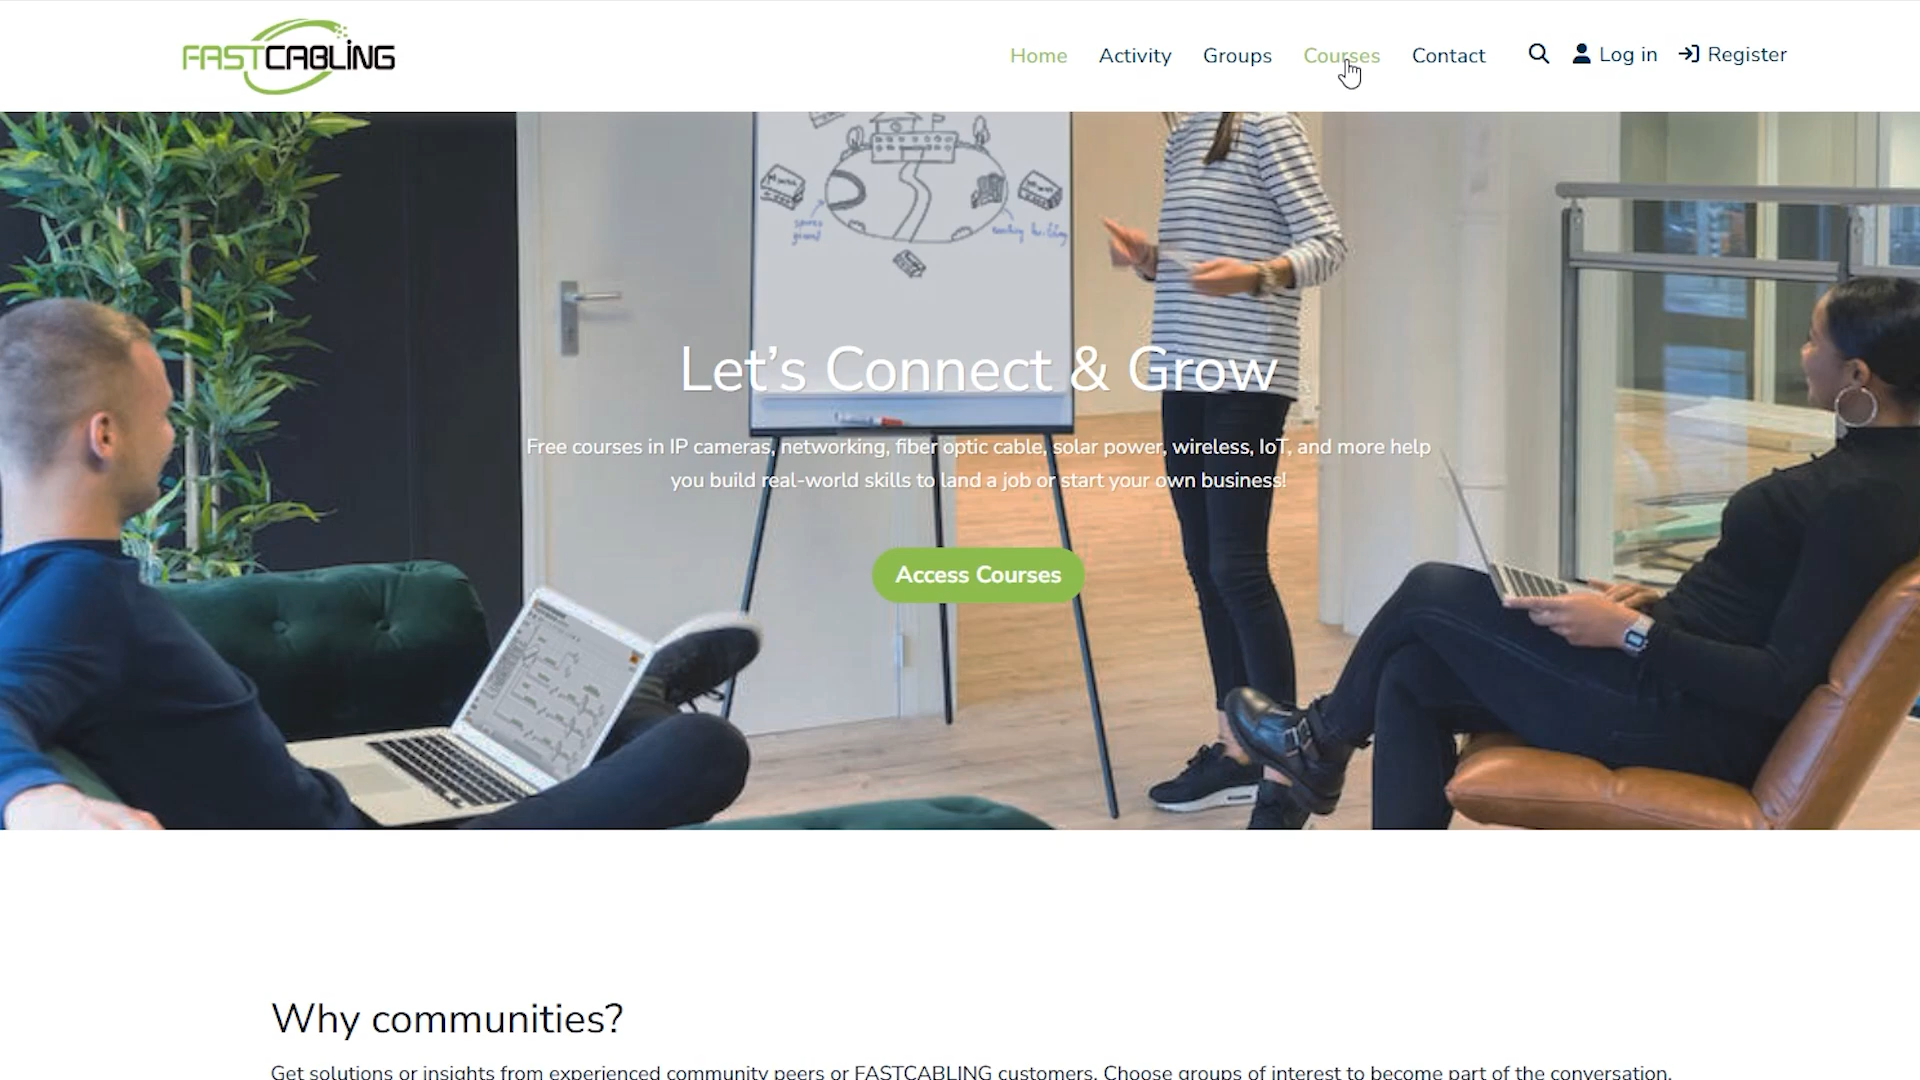 FASTCABLING
Home Activity Groups Courses Contact Log in Register
Let's Connect & Grow
Free courses in IP cameras, networking, fiber optic cable, solar power, wireless, IoT, and more help
you build real-world skills to land a job or start your own business!
Access Courses
Why communities?
Get solutions or insights from experienced community peers or FASTCABLING customers. Choose groups of interest to become part of the conversation.